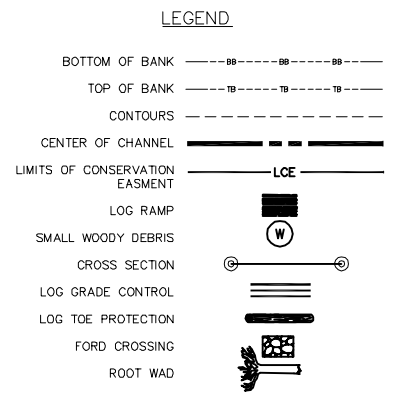 LEGEND
BOTTOM OF BANK BB BB BB
TOP OF BANK TB TB TB
CONTOURS
CENTER OF CHANNEL
LIMITS OF CONSERVATION LCE
EASMENT
LOG RAMP
SMALL WOODY DEBRIS W
CROSS SECTION
LOG GRADE CONTROL
LOG TOE PROTECTION
FORD CROSSING
ROOT WAD